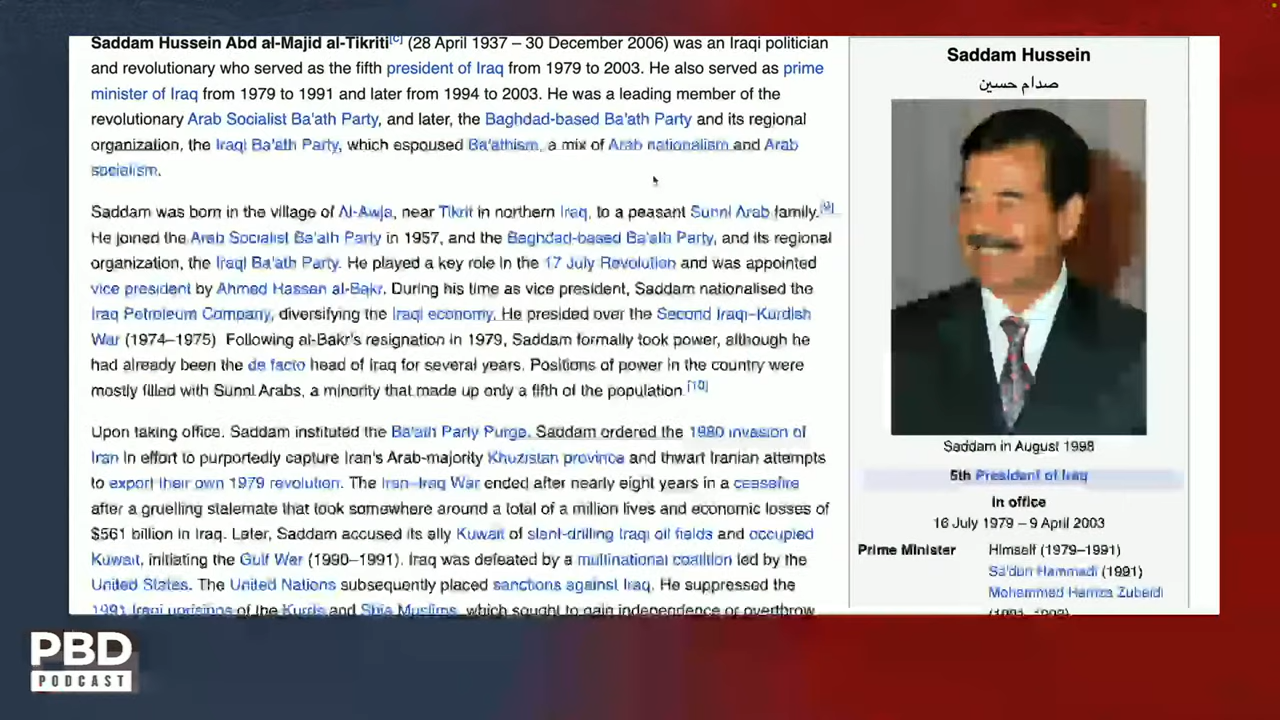 Saddam Hussein Abd al-Majid al-Tikriti[c] (28 April 1937 – 30 December 2006) was an Iraqi politician
and revolutionary who served as the fifth president of Iraq from 1979 to 2003. He also served as prime
minister of Iraq from 1979 to 1991 and later from 1994 to 2003. He was a leading member of the
revolutionary Arab Socialist Ba'ath Party, and later, the Baghdad-based Ba'ath Party and its regional
organization, the Iraqi Ba'ath Party, which espoused Ba'athism, a mix of Arab nationalism and Arab
socialism.
Saddam was born in the village of Al-Awja, near Tikrit in northern Iraq, to a peasant Sunni Arab family.[9]
He joined the Arab Socialist Ba'ath Party in 1957, and the Baghdad-based Ba'ath Party, and its regional
organization, the Iraqi Ba'ath Party. He played a key role in the 17 July Revolution and was appointed
vice president by Ahmed Hassan al-Bakr. During his time as vice president, Saddam nationalised the
Iraq Petroleum Company, diversifying the Iraqi economy. He presided over the Second Iraqi–Kurdish
War (1974–1975) Following al-Bakr's resignation in 1979, Saddam formally took power, although he
had already been the de facto head of Iraq for several years. Positions of power in the country were
mostly filled with Sunni Arabs, a minority that made up only a fifth of the population.[10]
Upon taking office, Saddam instituted the Ba'ath Party Purge. Saddam ordered the 1980 invasion of
Iran in effort to purportedly capture Iran's Arab-majority Khuzistan province and thwart Iranian attempts
to export their own 1979 revolution. The Iran–Iraq War ended after nearly eight years in a ceasefire
after a gruelling stalemate that took somewhere around a total of a million lives and economic losses of
$561 billion in Iraq. Later, Saddam accused its ally Kuwait of slant-drilling Iraqi oil fields and occupied
Kuwait, initiating the Gulf War (1990–1991). Iraq was defeated by a multinational coalition led by the
United States. The United Nations subsequently placed sanctions against Iraq. He suppressed the
1991 Iraqi uprisings of the Kurds and Shia Muslims, which sought to gain independence or overthrow
Saddam Hussein
صدام حسين
Saddam in August 1998
5th President of Iraq
In office
16 July 1979 – 9 April 2003
Prime Minister Himself (1979–1991)
Sa'dun Hammadi (1991)
Mohammed Hamza Zubeidi
PBD
PODCAST